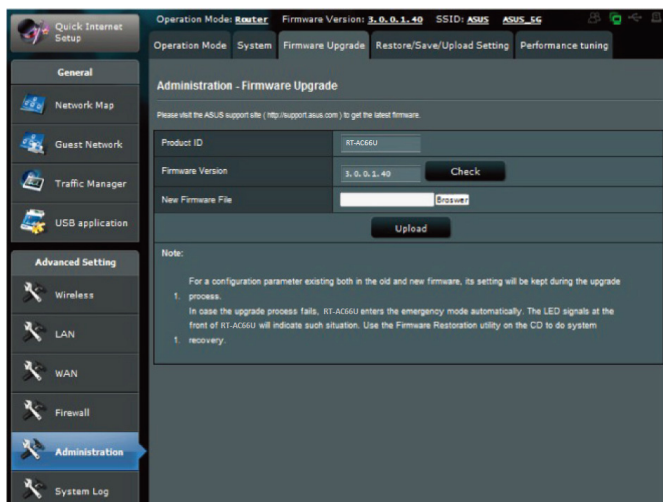 Quick Internet
Setup
Operation Mode: Router Firmware Version: 3.0.0.1.40 SSID: ASUS ASUS_5G
Operation Mode System Firmware Upgrade Restore/Save/Upload Setting Performance tuning
General
Network Map
Guest Network
Traffic Manager
USB application
Advanced Setting
Wireless
LAN
WAN
Firewall
Administration
System Log
Administration - Firmware Upgrade
Please visit the ASUS support site ( http://support.asus.com ) to get the latest firmware.
Product ID RT-AC66U
Firmware Version 3.0.0.1.40 Check
New Firmware File Broswer
Upload
Note:
For a configuration parameter existing both in the old and new firmware, its setting will be kept during the upgrade
1. process.
In case the upgrade process fails, RT-AC66U enters the emergency mode automatically. The LED signals at the
front of RT-AC66U will indicate such situation. Use the Firmware Restoration utility on the CD to do system
1. recovery.